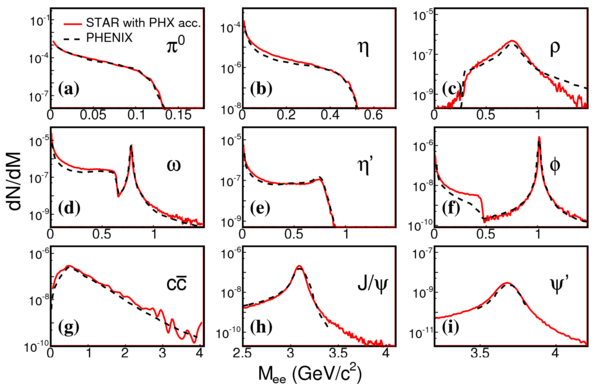 STAR with PHX acc.
PHENIX
10⁻¹
10⁻⁴
10⁻⁷
(a)
π⁰
0 0.05 0.1 0.15
10⁻⁴
10⁻⁶
10⁻⁸
(b)
η
0 0.2 0.4 0.6
10⁻⁵
10⁻⁷
10⁻⁹
(c)
ρ
0 0.5 1
dN/dM
10⁻⁵
10⁻⁷
10⁻⁹
(d)
ω
0 0.5 1
10⁻⁵
10⁻⁷
10⁻⁹
(e)
η’
0 1
10⁻⁶
10⁻⁸
10⁻¹⁰
(f)
ϕ
0 0.5 1
10⁻⁶
10⁻⁸
10⁻¹⁰
(g)
cc̅
0 1 2 3 4
10⁻⁶
10⁻⁸
10⁻¹⁰
(h)
J/ψ
2.5 3 3.5 4
10⁻⁹
10⁻¹¹
(i)
ψ’
3.5 4
Mₑₑ (GeV/c²)